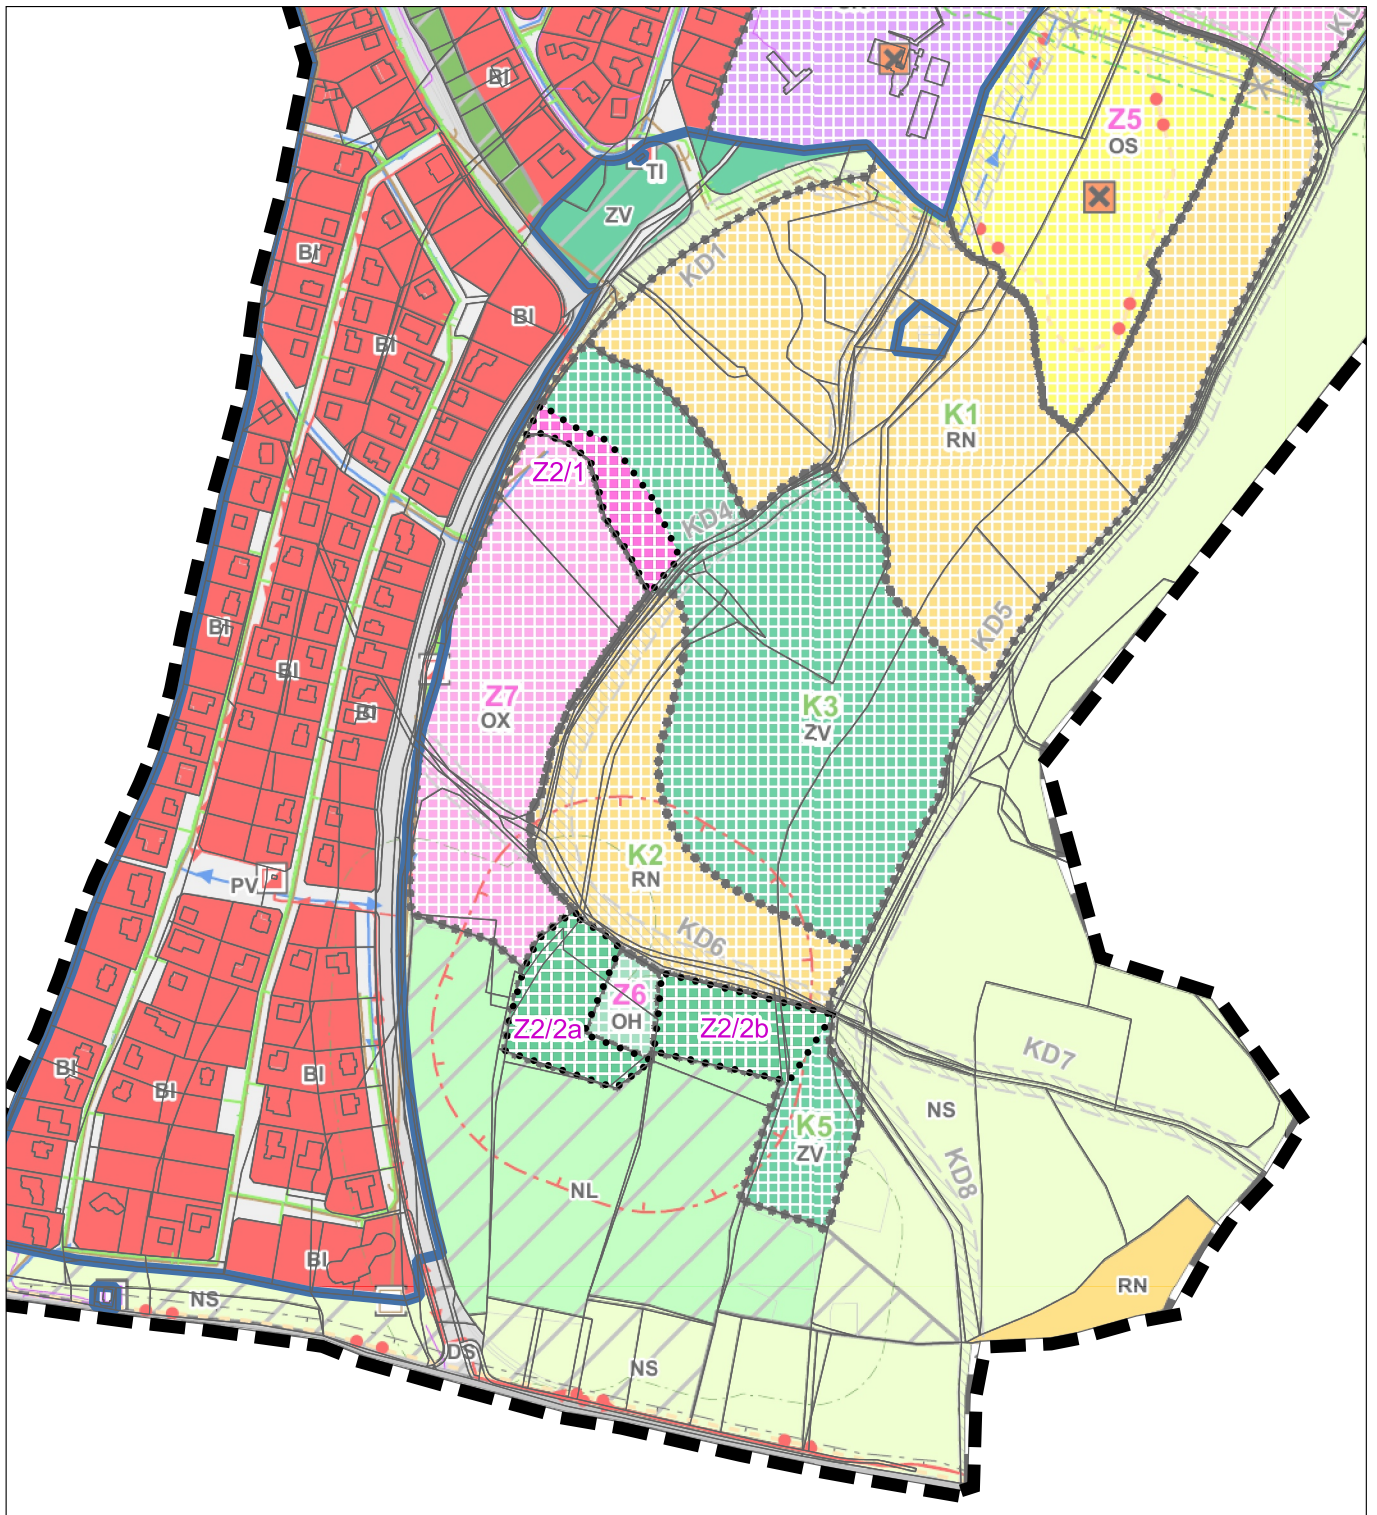 BI
Z5
OS
TI
ZV
BI
KD1
BI
BI
K1
RN
Z2/1
KD4
BI
KD5
BI
Z7
OX
K3
ZV
BI
K2
RN
PV
KD6
Z6
OH
Z2/2a
Z2/2b
KD7
BI
BI
BI
NS
K5
ZV
KD8
NL
BI
RN
NS
DS
NS